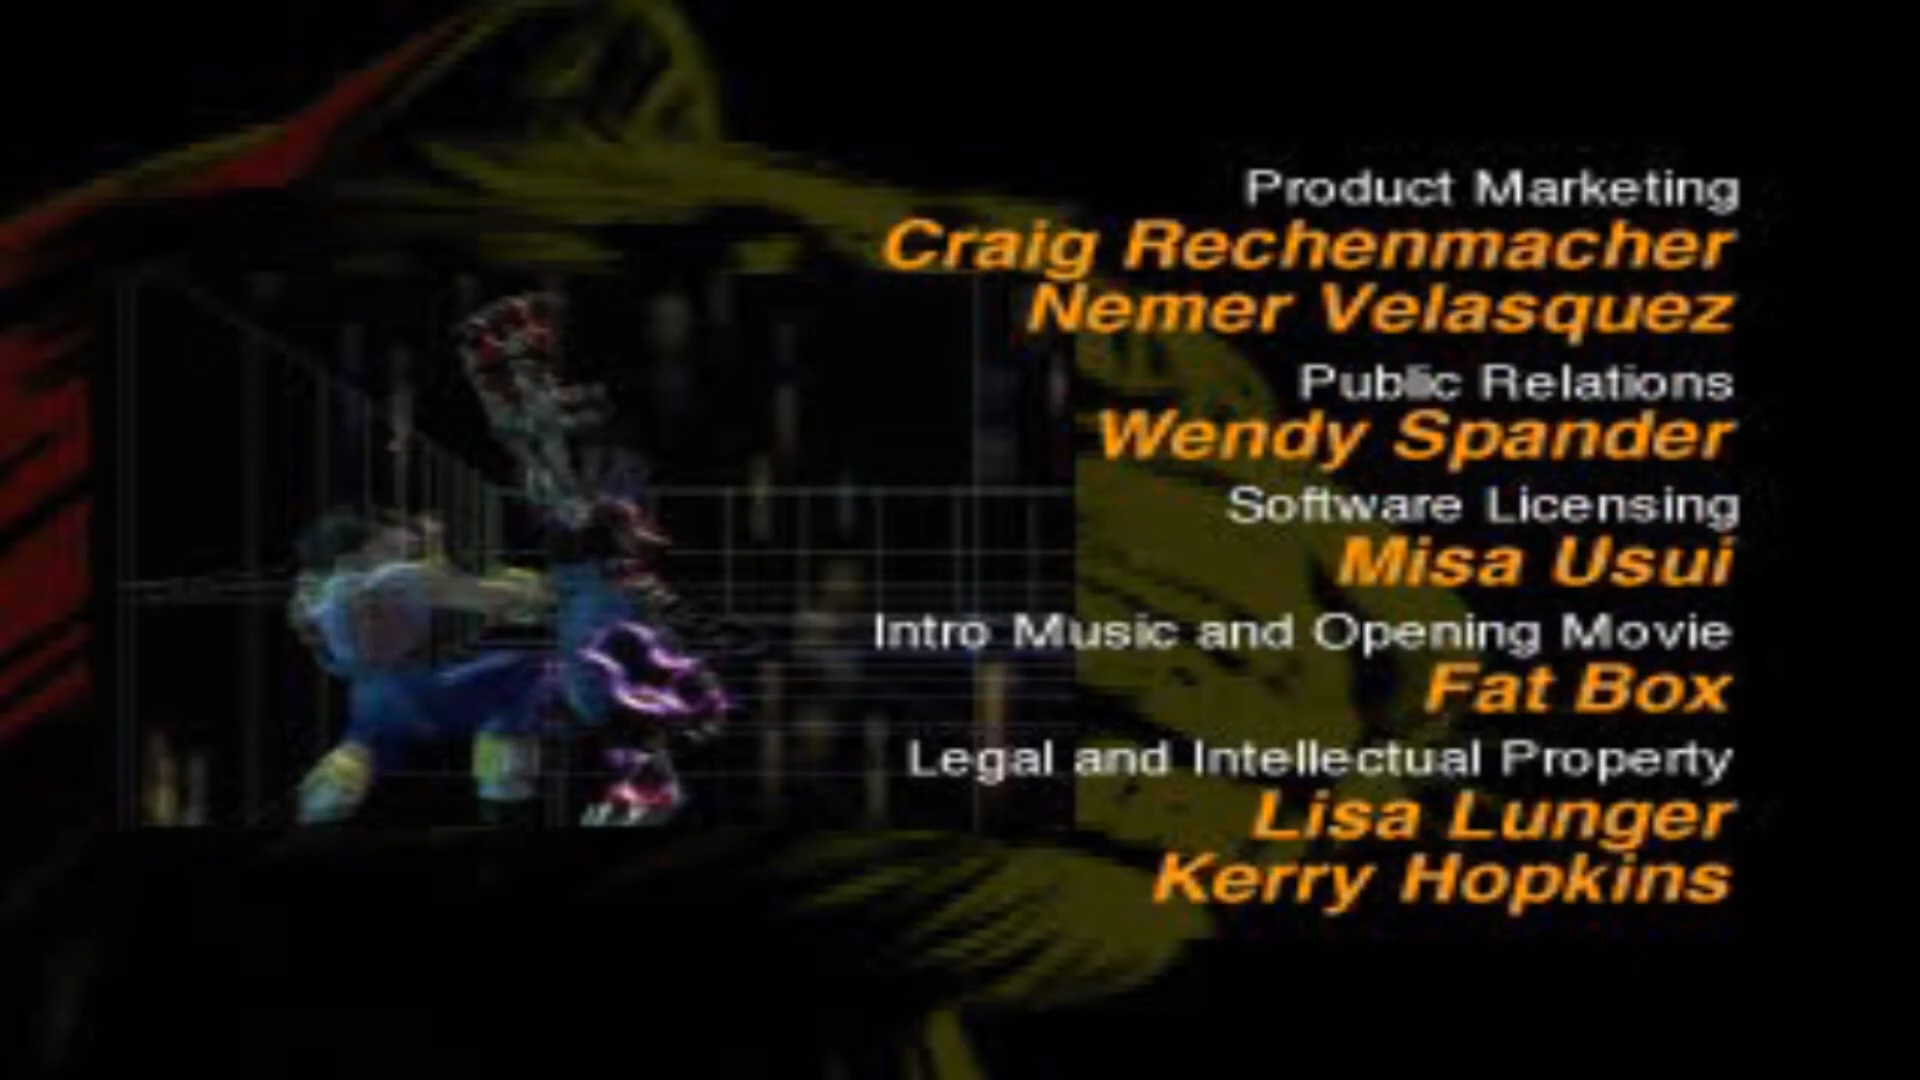 Product Marketing
Craig Rechenmacher
Nemer Velasquez
Public Relations
Wendy Spander
Software Licensing
Misa Usui
Intro Music and Opening Movie
Fat Box
Legal and Intellectual Property
Lisa Lunger
Kerry Hopkins